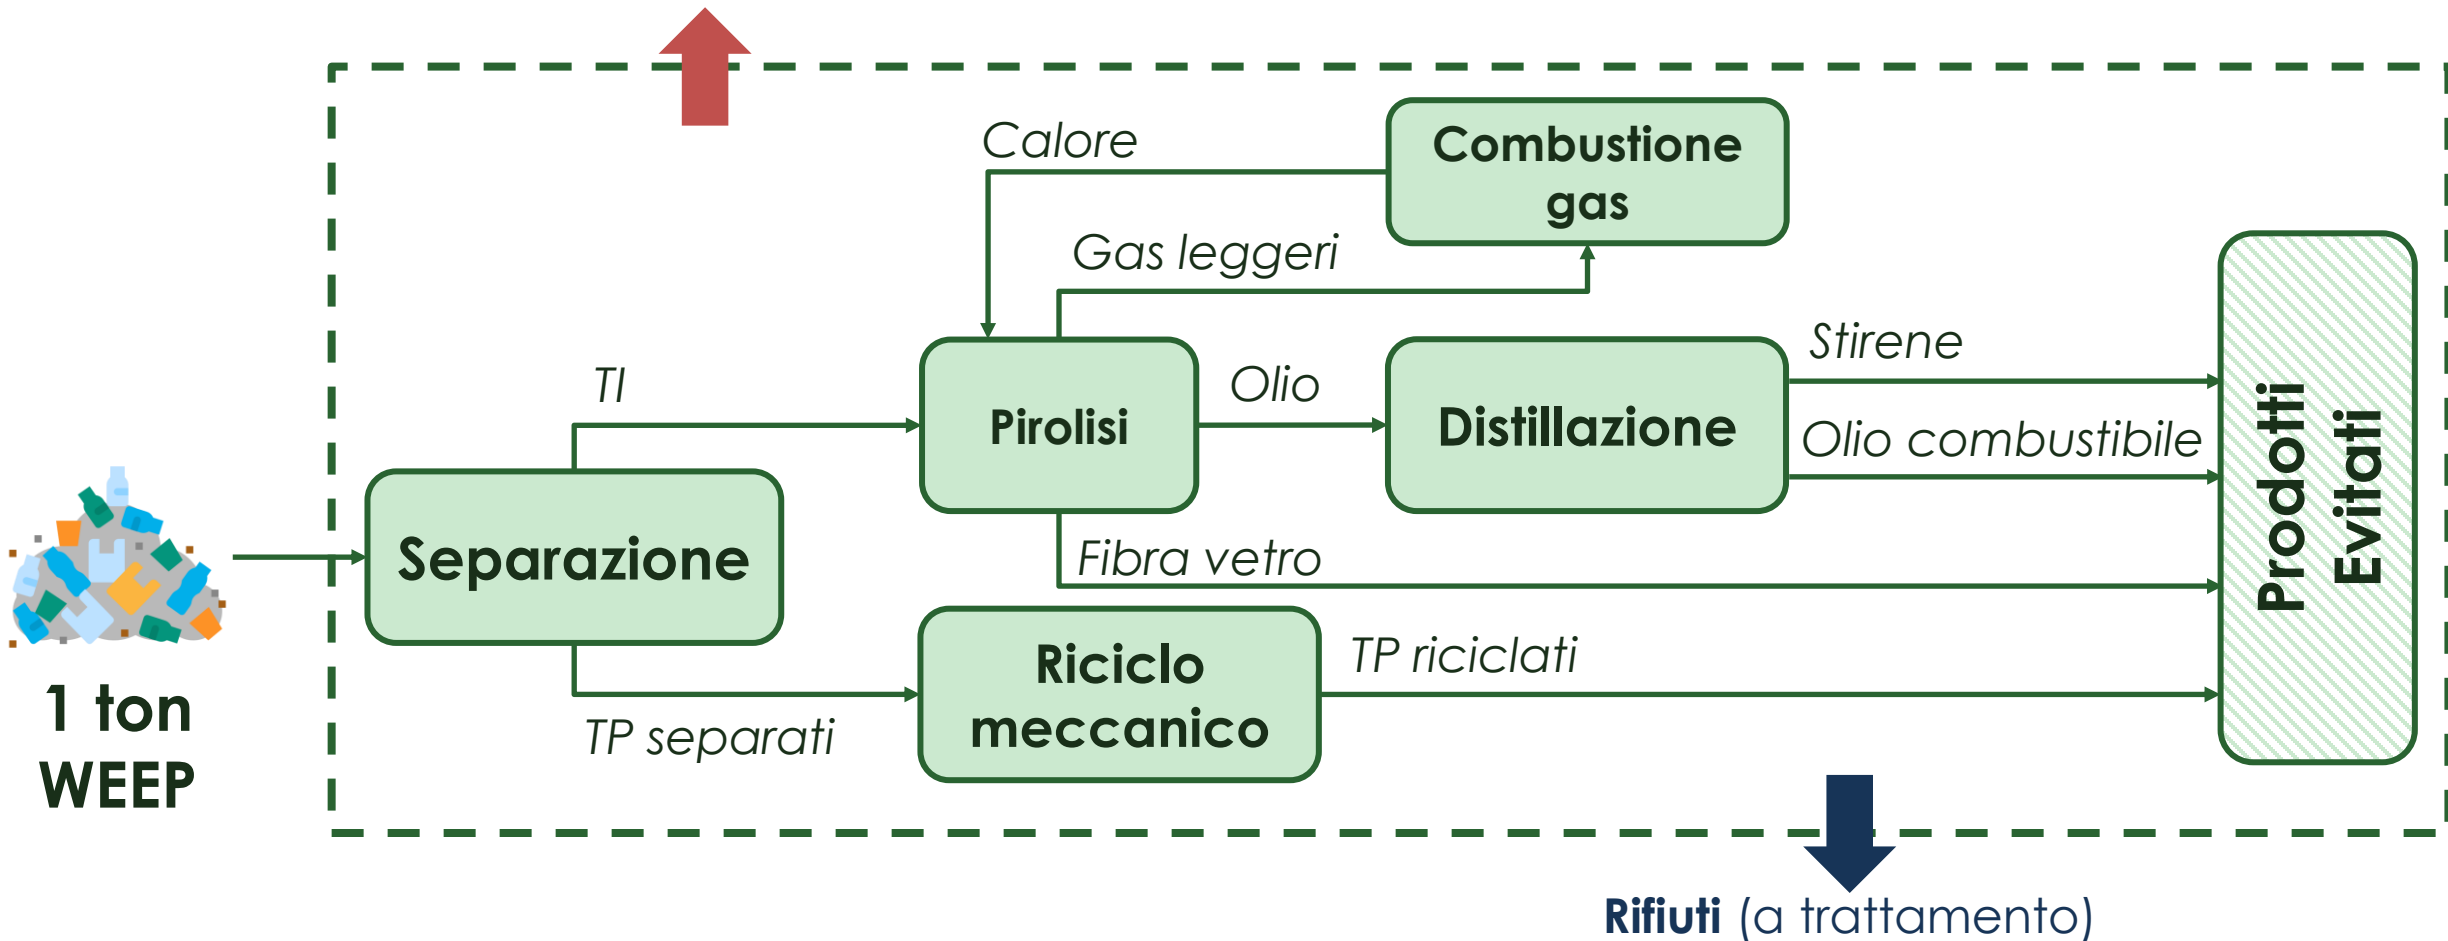 Calore
Combustione
gas
Gas leggeri
TI
Pirolisi
Olio
Distillazione
Stirene
Olio combustibile
Prodotti
Evitati
Separazione
Fibra vetro
TP separati
Riciclo
meccanico
TP riciclati
1 ton
WEEP
Rifiuti (a trattamento)